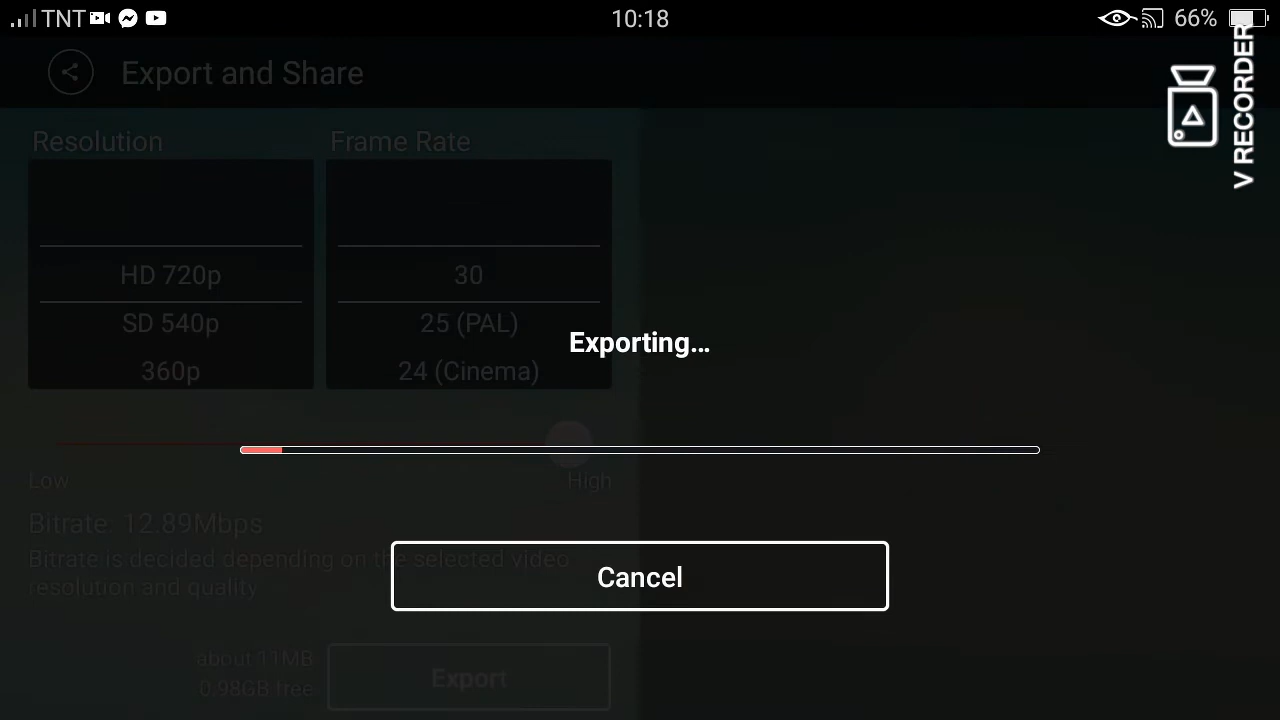 TNT 10:18 66%
V RECORDER
Export and Share
Resolution Frame Rate
HD 720p 30
SD 540p 25 (PAL)
360p 24 (Cinema)
Exporting...
Low High
Bitrate: 12.89Mbps
Bitrate is decided depending on the selected video
resolution and quality
Cancel
about 11MB
0.98GB free
Export